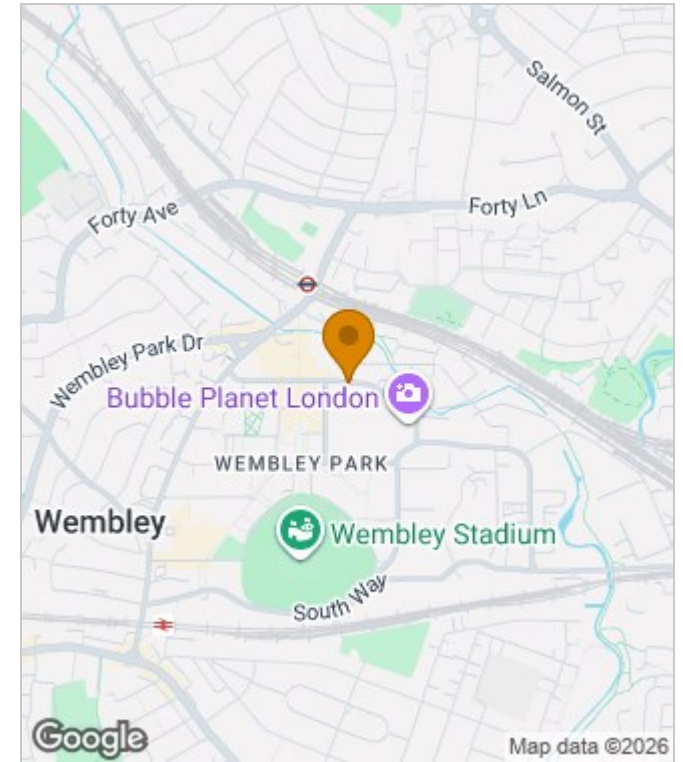 Salmon St
Forty Ave
Forty Ln
Wembley Park Dr
Bubble Planet London
WEMBLEY PARK
Wembley
Wembley Stadium
South Way
Google
Map data ©2026